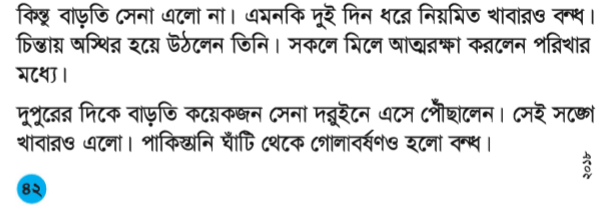 কিন্তু বাড়তি সেনা এলো না। এমনকি দুই দিন ধরে নিয়মিত খাবারও বন্ধ।
চিন্তায় অস্থির হয়ে উঠলেন তিনি। সকলে মিলে আত্মরক্ষা করলেন পরিখার
মধ্যে।
দুপুরের দিকে বাড়তি কয়েকজন সেনা দরুইনে এসে পৌঁছালেন। সেই সঙ্গে
খাবারও এলো। পাকিস্তানি ঘাঁটি থেকে গোলাবর্ষণও হলো বন্ধ।
৪২
২০১৮